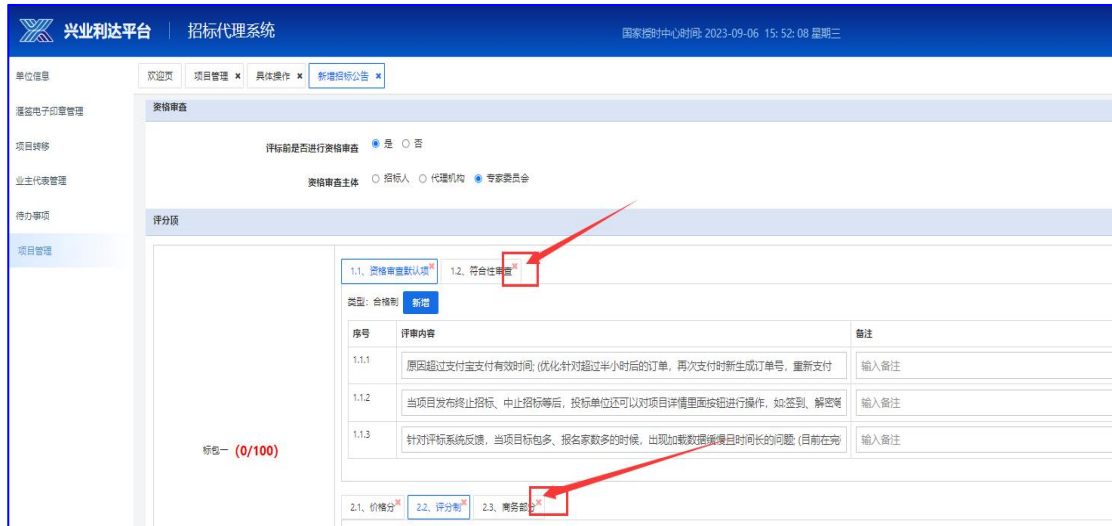 兴业利达平台 招标代理系统 国家授时中心时间: 2023-09-06 15: 52: 08 星期三
单位信息 欢迎页 项目管理 × 具体操作 × 新增招标公告 ×
资格审查
遥签电子印章管理
评标前是否进行资格审查 是 否
项目转移
资格审查主体 招标人 代理机构 专家委员会
业主代表管理
待办事项 评分项
项目管理
1.1、资格审查默认项× 1.2、符合性审查×
类型: 合格制 新增
序号 评审内容 备注
1.1.1 原因超过支付宝支付有效时间; (优化:针对超过半小时后的订单, 再次支付时新生成订单号, 重新支付 输入备注
1.1.2 当项目发布终止招标、中止招标等后, 投标单位还可以对项目详情里面按钮进行操作, 如:签到、解密等 输入备注
1.1.3 针对评标系统反馈, 当项目标包多、报名家数多的时候, 出现加载数据缓慢且时间长的问题; (目前在完 输入备注
标包一 (0/100)
2.1、价格分× 2.2、评分制× 2.3、商务部分×